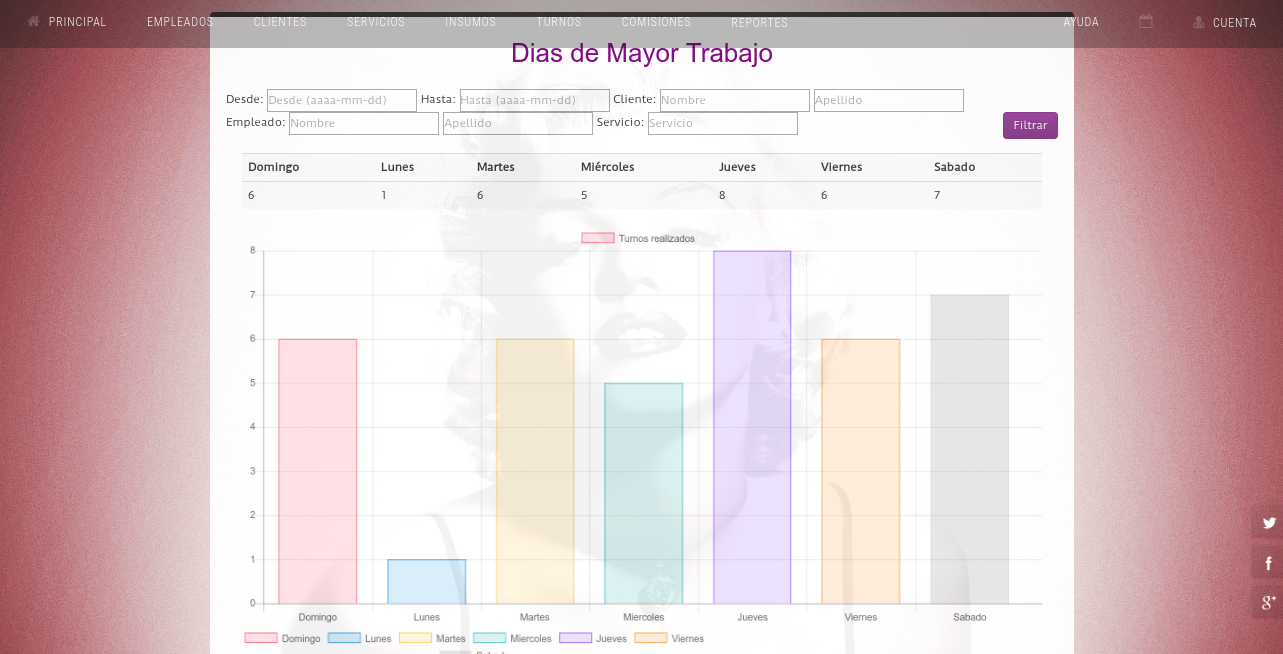 PRINCIPAL EMPLEADOS CLIENTES SERVICIOS INSUMOS TURNOS COMISIONES REPORTES AYUDA CUENTA
Dias de Mayor Trabajo
Desde: Desde (aaaa-mm-dd) Hasta: Hasta (aaaa-mm-dd) Cliente: Nombre Apellido
Empleado: Nombre Apellido Servicio: Servicio Filtrar
Domingo Lunes Martes Miércoles Jueves Viernes Sabado
6 1 6 5 8 6 7
Turnos realizados
8
7
6
5
4
3
2
1
0
Domingo Lunes Martes Miercoles Jueves Viernes Sabado
Domingo Lunes Martes Miercoles Jueves Viernes